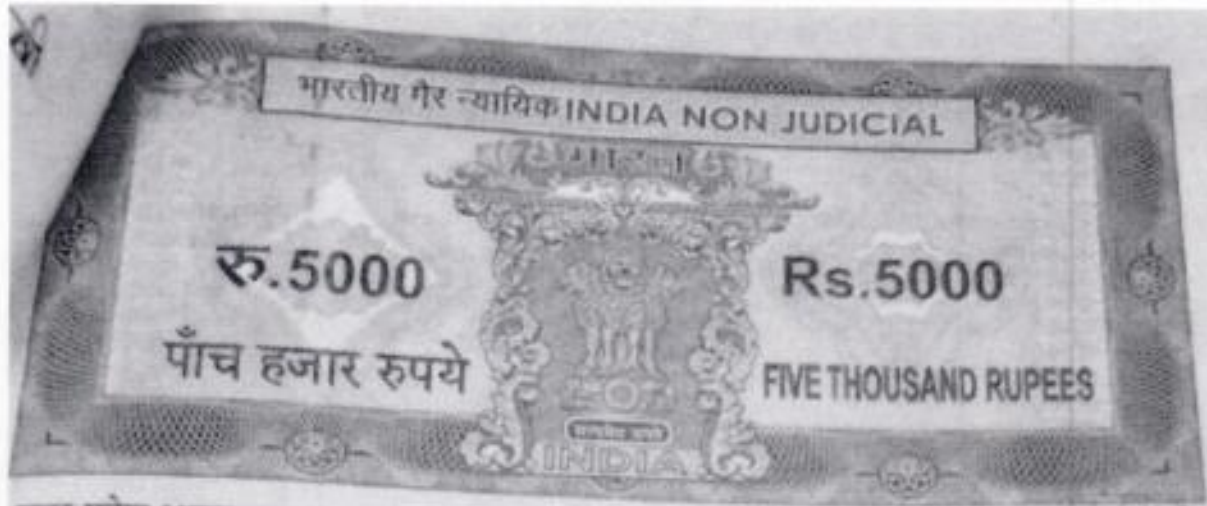 भारतीय गैर न्यायिक INDIA NON JUDICIAL
रु.5000
Rs.5000
पाँच हजार रुपये
FIVE THOUSAND RUPEES
INDIA